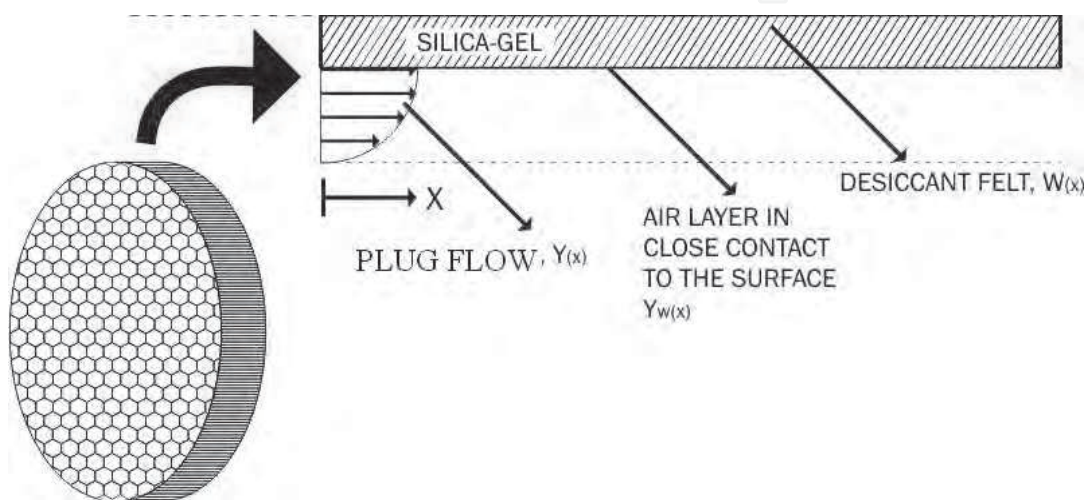 SILICA-GEL
X
DESICCANT FELT, W(x)
AIR LAYER IN
CLOSE CONTACT
TO THE SURFACE
Yw(x)
PLUG FLOW, Y(x)